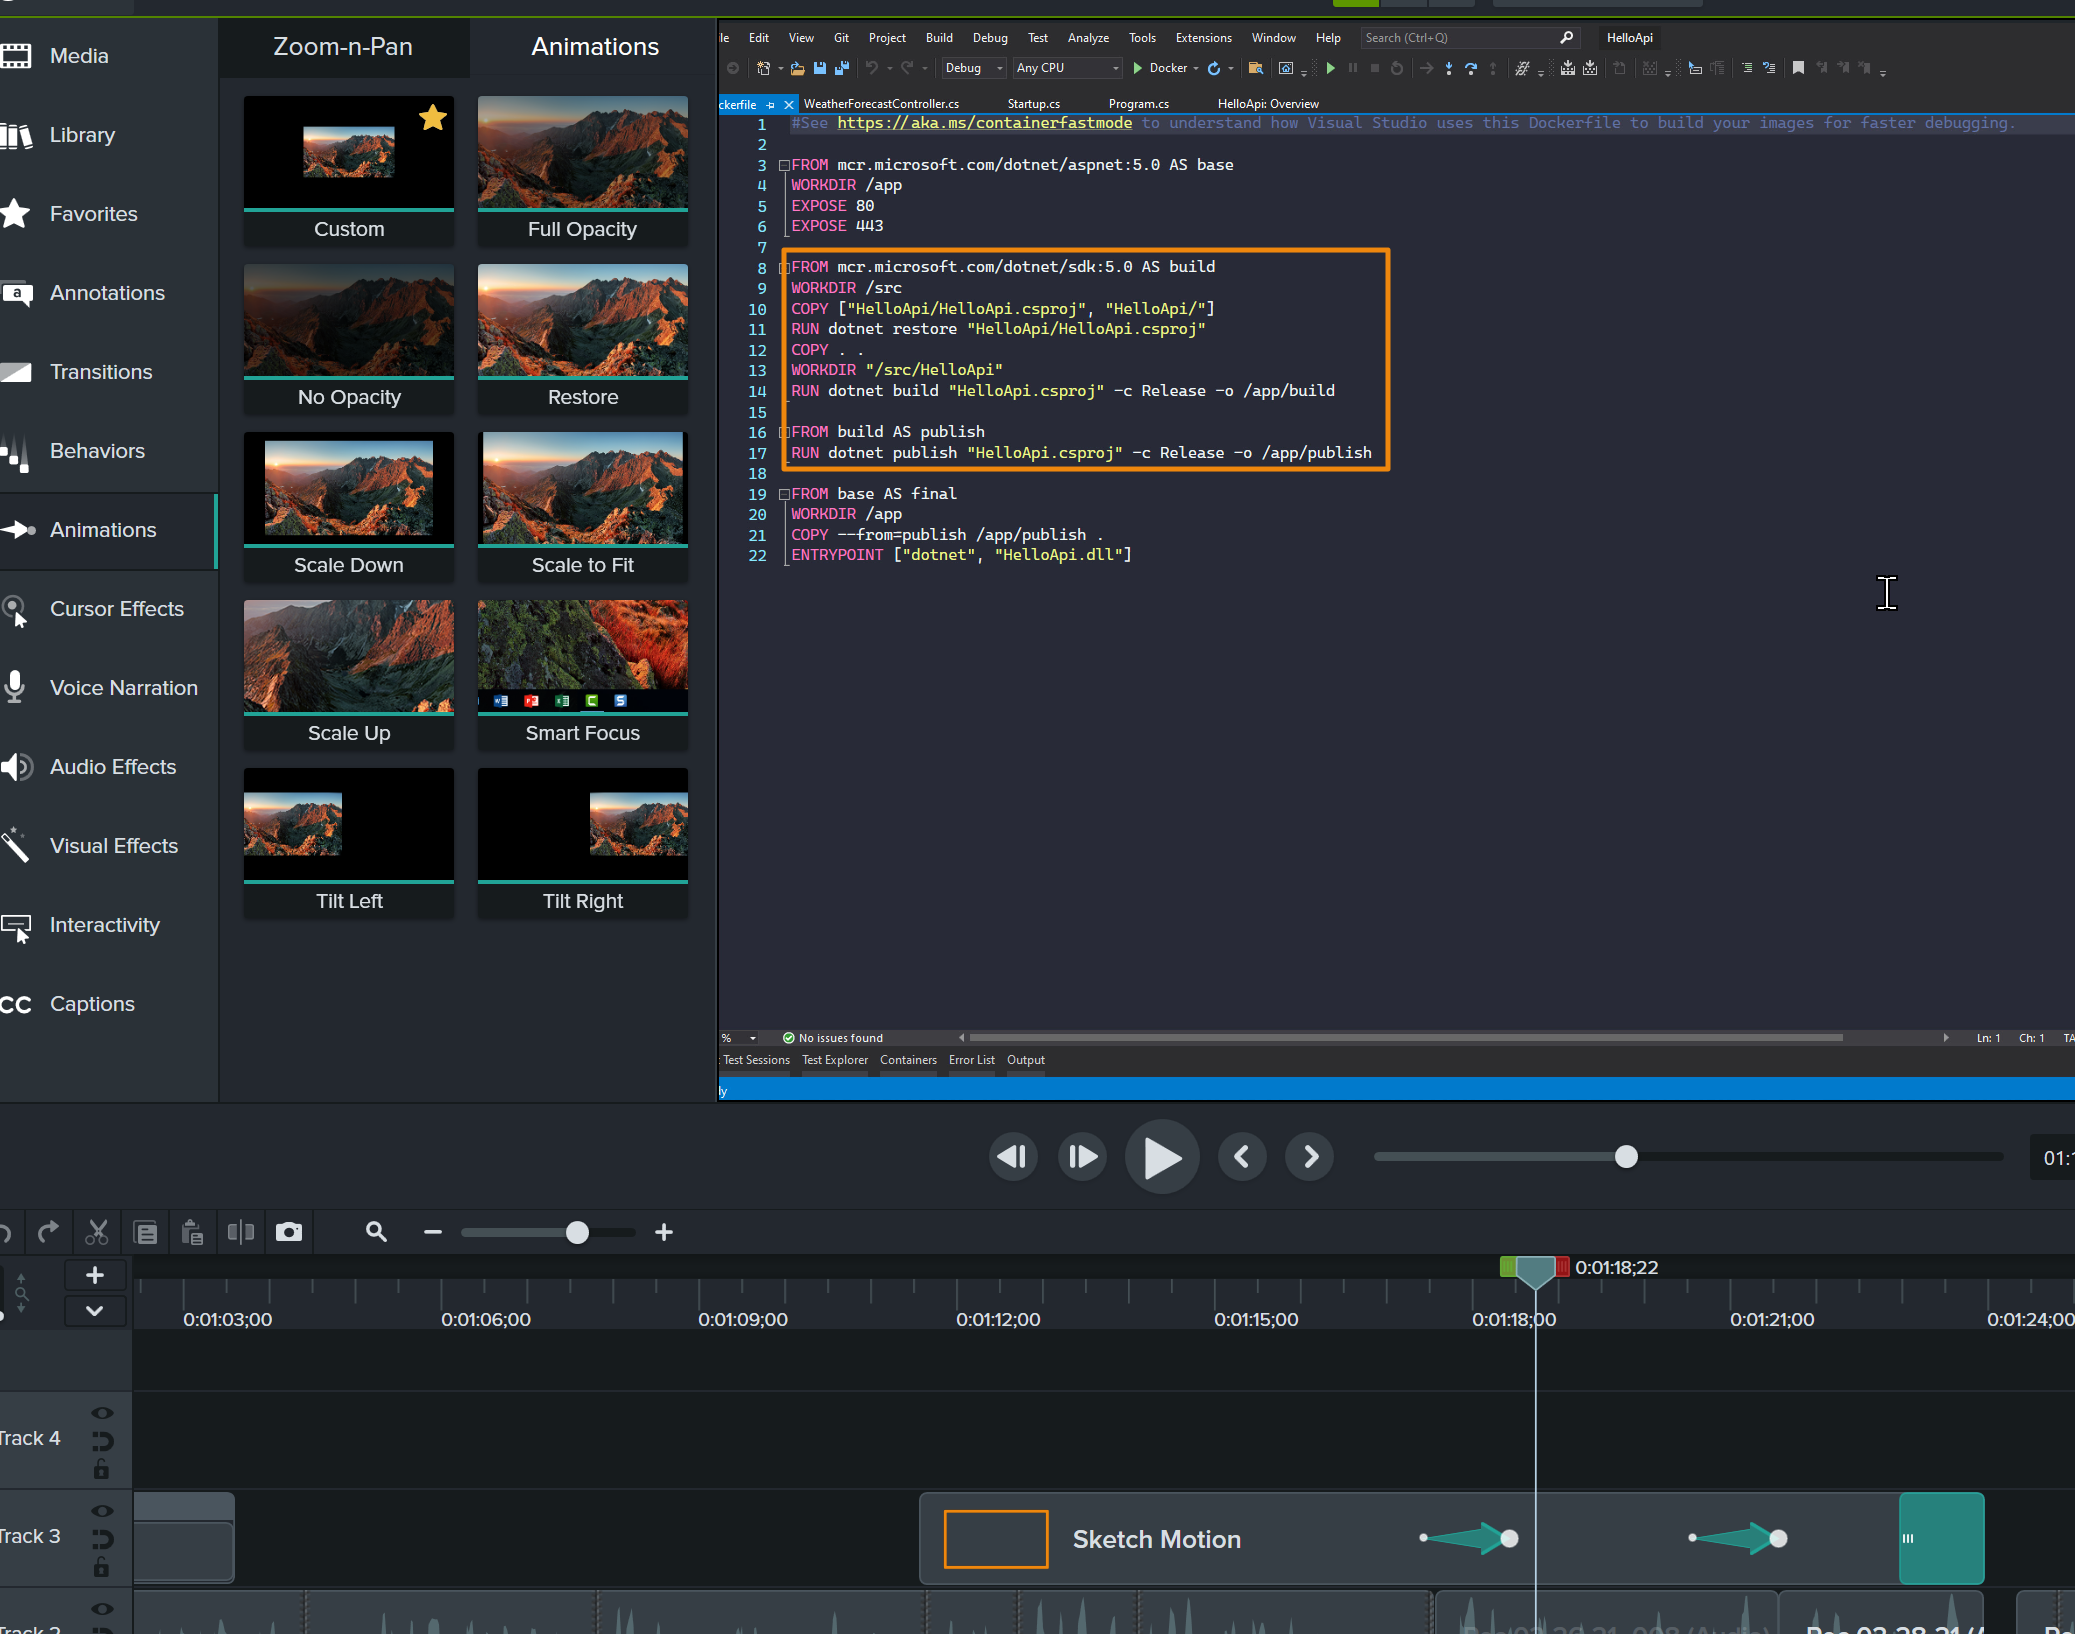 Media
Library
Favorites
Annotations
Transitions
Behaviors
Animations
Cursor Effects
Voice Narration
Audio Effects
Visual Effects
Interactivity
CC Captions
Zoom-n-Pan Animations
Custom Full Opacity
No Opacity Restore
Scale Down Scale to Fit
Scale Up Smart Focus
Tilt Left Tilt Right
Edit View Git Project Build Debug Test Analyze Tools Extensions Window Help Search (Ctrl+Q) HelloApi
Debug Any CPU Docker
ckerfile WeatherForecastController.cs Startup.cs Program.cs HelloApi: Overview
1 #See https://aka.ms/containerfastmode to understand how Visual Studio uses this Dockerfile to build your images for faster debugging.
2
3 FROM mcr.microsoft.com/dotnet/aspnet:5.0 AS base
4 WORKDIR /app
5 EXPOSE 80
6 EXPOSE 443
7
8 FROM mcr.microsoft.com/dotnet/sdk:5.0 AS build
9 WORKDIR /src
10 COPY ["HelloApi/HelloApi.csproj", "HelloApi/"]
11 RUN dotnet restore "HelloApi/HelloApi.csproj"
12 COPY . .
13 WORKDIR "/src/HelloApi"
14 RUN dotnet build "HelloApi.csproj" -c Release -o /app/build
15
16 FROM build AS publish
17 RUN dotnet publish "HelloApi.csproj" -c Release -o /app/publish
18
19 FROM base AS final
20 WORKDIR /app
21 COPY --from=publish /app/publish .
22 ENTRYPOINT ["dotnet", "HelloApi.dll"]
% No issues found Ln: 1 Ch: 1 TA
: Test Sessions Test Explorer Containers Error List Output
ly
01:1
0:01:18;22
0:01:03;00 0:01:06;00 0:01:09;00 0:01:12;00 0:01:15;00 0:01:18;00 0:01:21;00 0:01:24;00
Track 4
Track 3
Sketch Motion